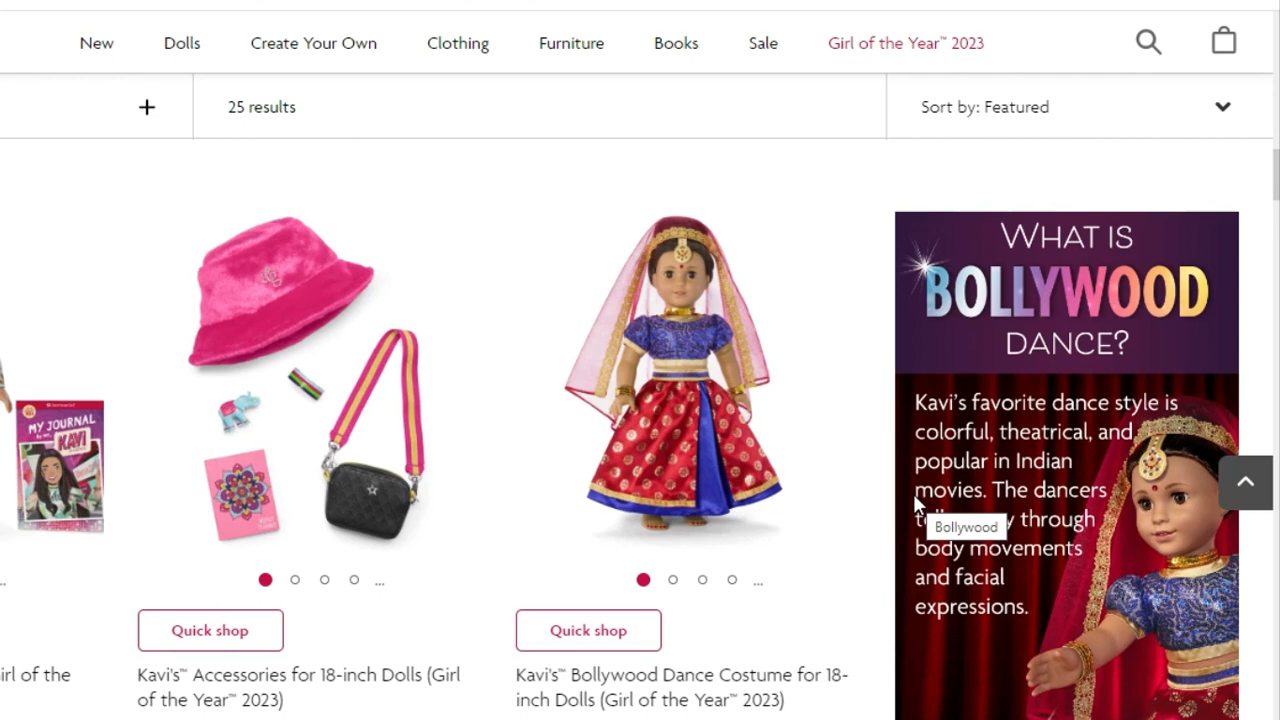 New
Dolls
Create Your Own
Clothing
Furniture
Books
Sale
Girl of the Year™ 2023
+
25 results
Sort by: Featured
MY JOURNAL
KAVI
WHAT IS
BOLLYWOOD
DANCE?
Kavi's favorite dance style is
colorful, theatrical, and
popular in Indian
movies. The dancers
through
body movements
and facial
expressions.
Bollywood
...
...
...
Quick shop
Quick shop
irl of the
Kavi's™ Accessories for 18-inch Dolls (Girl
of the Year™ 2023)
Kavi's™ Bollywood Dance Costume for 18-
inch Dolls (Girl of the Year™ 2023)